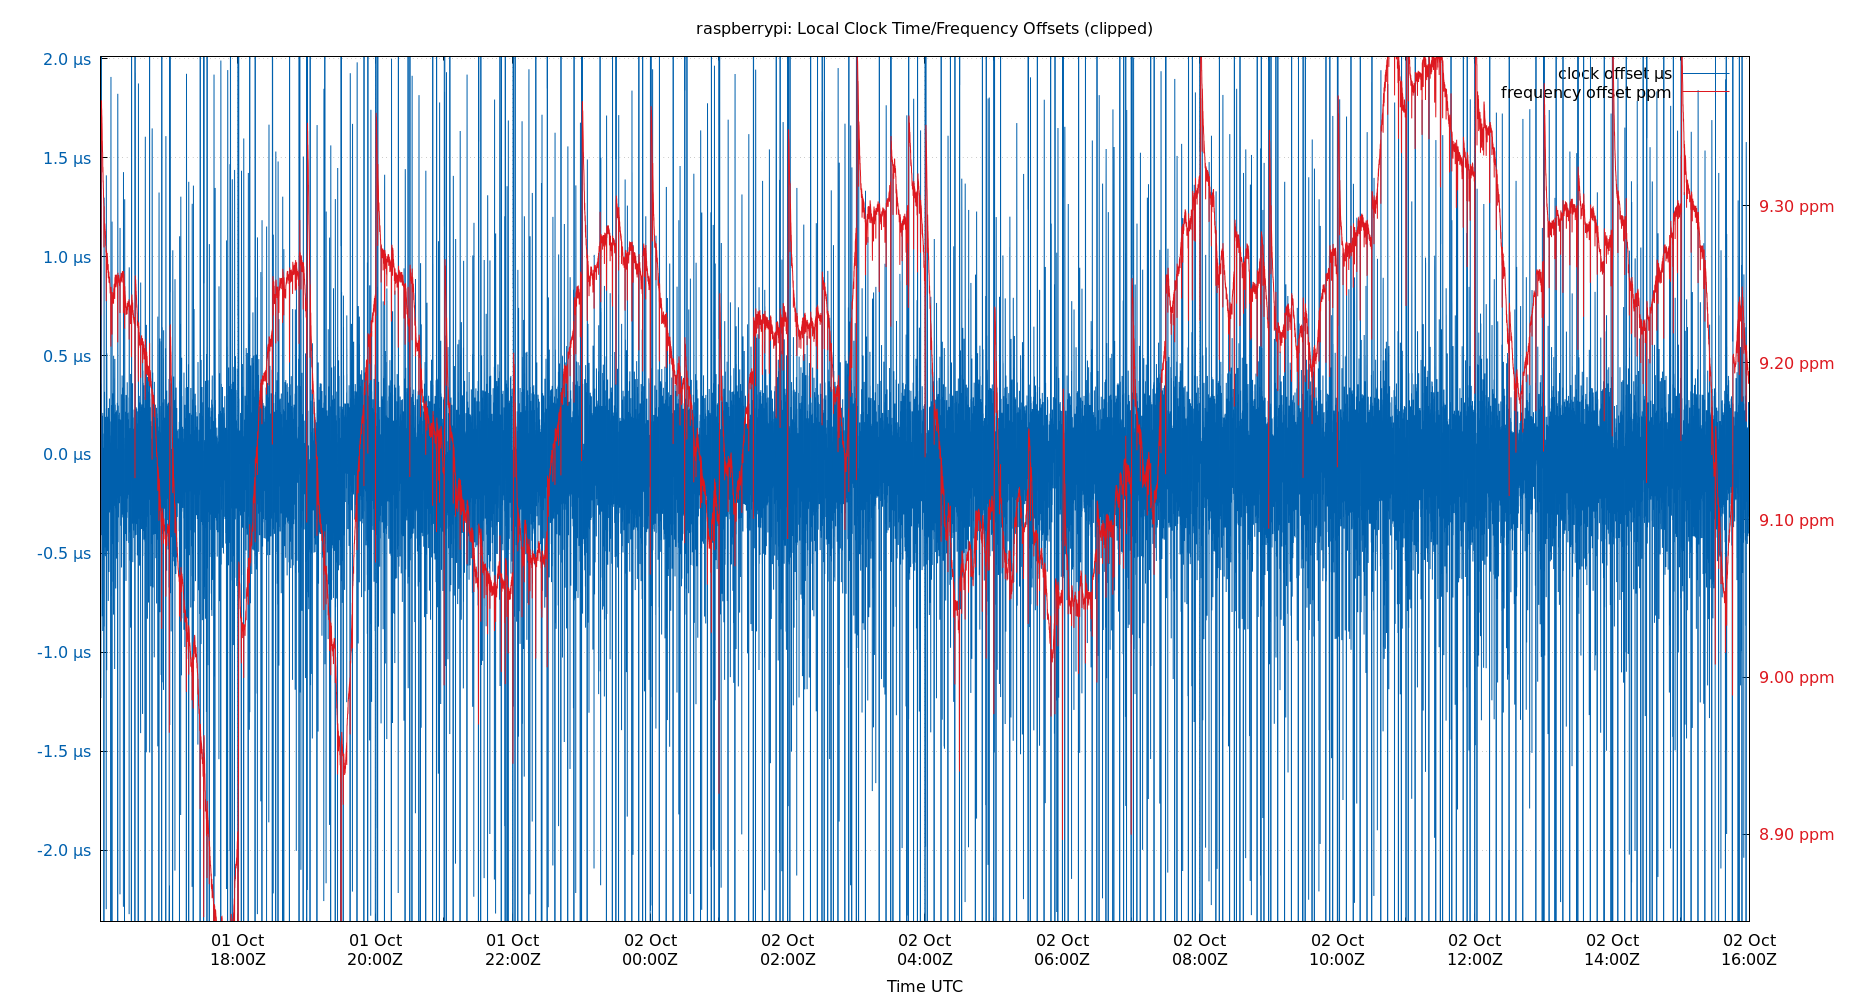 raspberrypi: Local Clock Time/Frequency Offsets (clipped)
2.0 µs
1.5 µs
1.0 µs
0.5 µs
0.0 µs
-0.5 µs
-1.0 µs
-1.5 µs
-2.0 µs
clock offset µs
frequency offset ppm
9.30 ppm
9.20 ppm
9.10 ppm
9.00 ppm
8.90 ppm
01 Oct 01 Oct 01 Oct 02 Oct 02 Oct 02 Oct 02 Oct 02 Oct 02 Oct 02 Oct 02 Oct 02 Oct
18:00Z 20:00Z 22:00Z 00:00Z 02:00Z 04:00Z 06:00Z 08:00Z 10:00Z 12:00Z 14:00Z 16:00Z
Time UTC